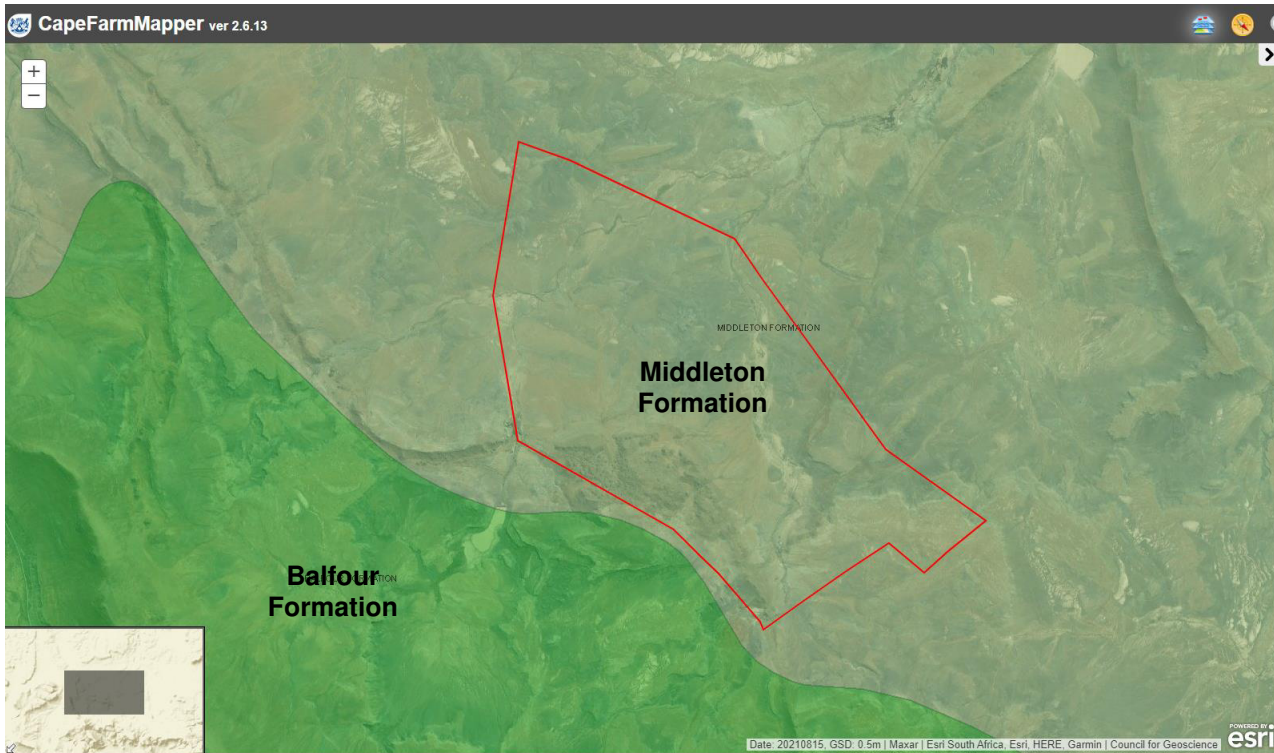 CapeFarmMapper ver 2.6.13
+
−
MIDDLETON FORMATION
Middleton
Formation
Balfour
Formation
Date: 20210815, GSD: 0.5m | Maxar | Esri South Africa, Esri, HERE, Garmin | Council for Geoscience
POWERED BY
esri